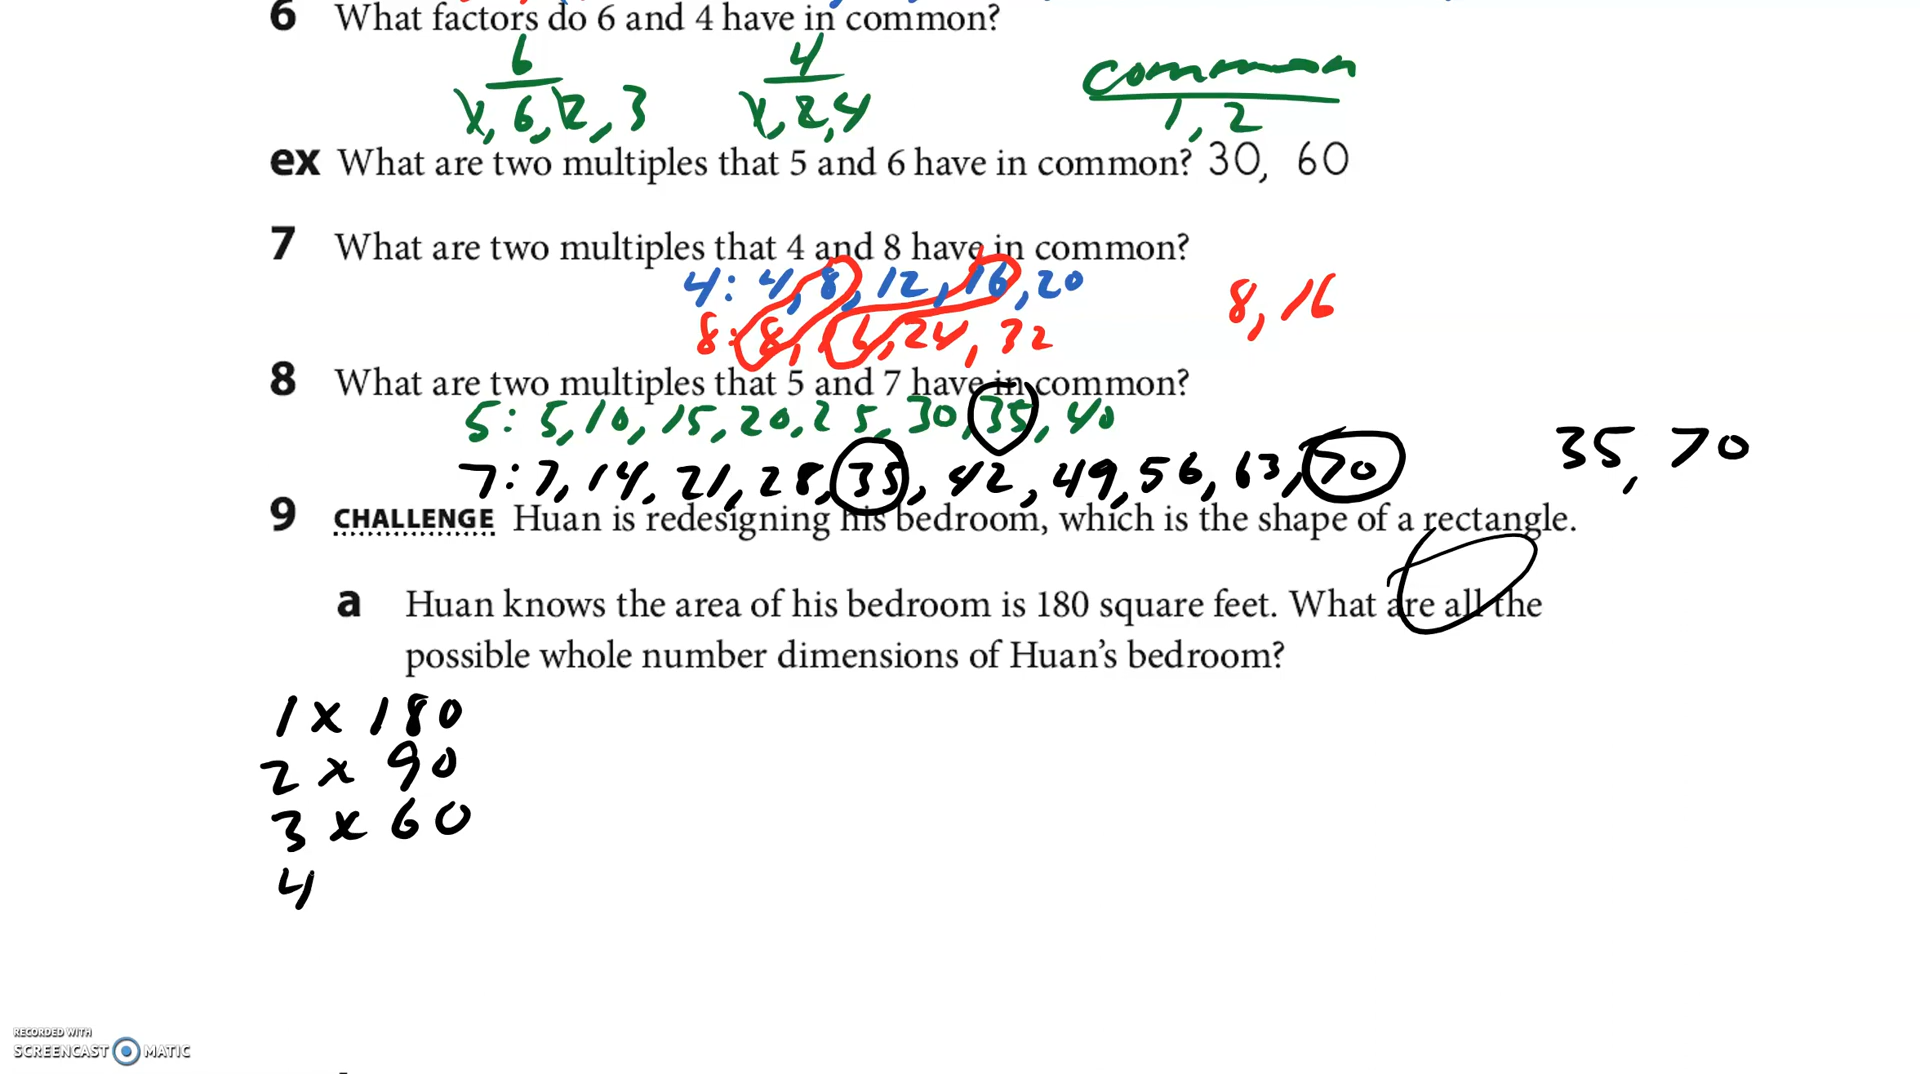 6 What factors do 6 and 4 have in common?
6 4 common
1, 6, 2, 3 1, 2, 4 1, 2
ex What are two multiples that 5 and 6 have in common? 30, 60
7 What are two multiples that 4 and 8 have in common?
4: 4, 8, 12, 16, 20
8: 8, 16, 24, 32 8, 16
8 What are two multiples that 5 and 7 have in common?
5: 5, 10, 15, 20, 25, 30, 35, 40
7: 7, 14, 21, 28, 35, 42, 49, 56, 63, 70 35, 70
9 CHALLENGE Huan is redesigning his bedroom, which is the shape of a rectangle.
a Huan knows the area of his bedroom is 180 square feet. What are all the
possible whole number dimensions of Huan's bedroom?
1 x 180
2 x 90
3 x 60
4
RECORDED WITH
SCREENCAST MATIC